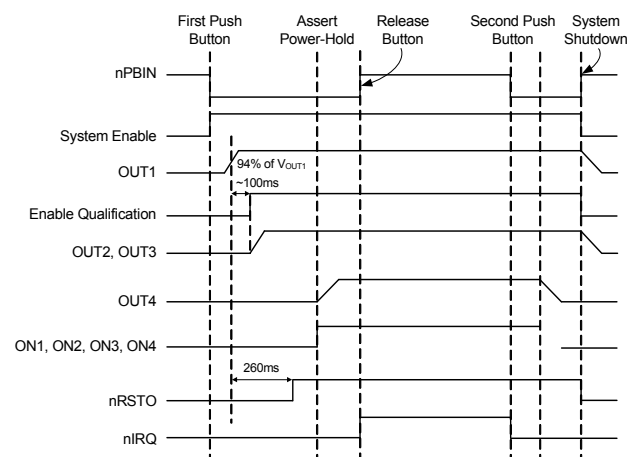 First Push
Button
Assert
Power-Hold
Release
Button
Second Push
Button
System
Shutdown
nPBIN
System Enable
OUT1
94% of VOUT1
~100ms
Enable Qualification
OUT2, OUT3
OUT4
ON1, ON2, ON3, ON4
260ms
nRSTO
nIRQ